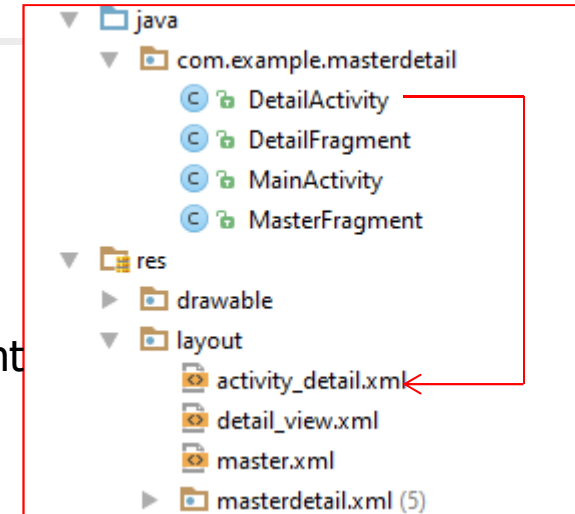 java
com.example.masterdetail
DetailActivity
DetailFragment
MainActivity
MasterFragment
res
drawable
layout
nt
activity_detail.xml
detail_view.xml
master.xml
masterdetail.xml (5)